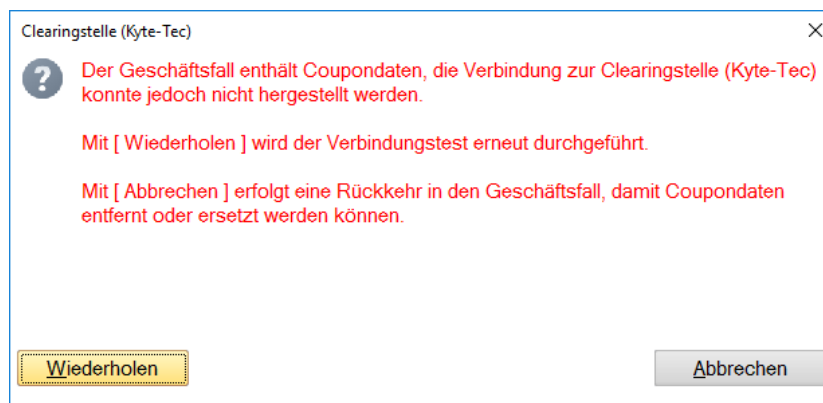 Clearingstelle (Kyte-Tec)
Der Geschäftsfall enthält Coupondaten, die Verbindung zur Clearingstelle (Kyte-Tec)
konnte jedoch nicht hergestellt werden.
Mit [ Wiederholen ] wird der Verbindungstest erneut durchgeführt.
Mit [ Abbrechen ] erfolgt eine Rückkehr in den Geschäftsfall, damit Coupondaten
entfernt oder ersetzt werden können.
Wiederholen
Abbrechen